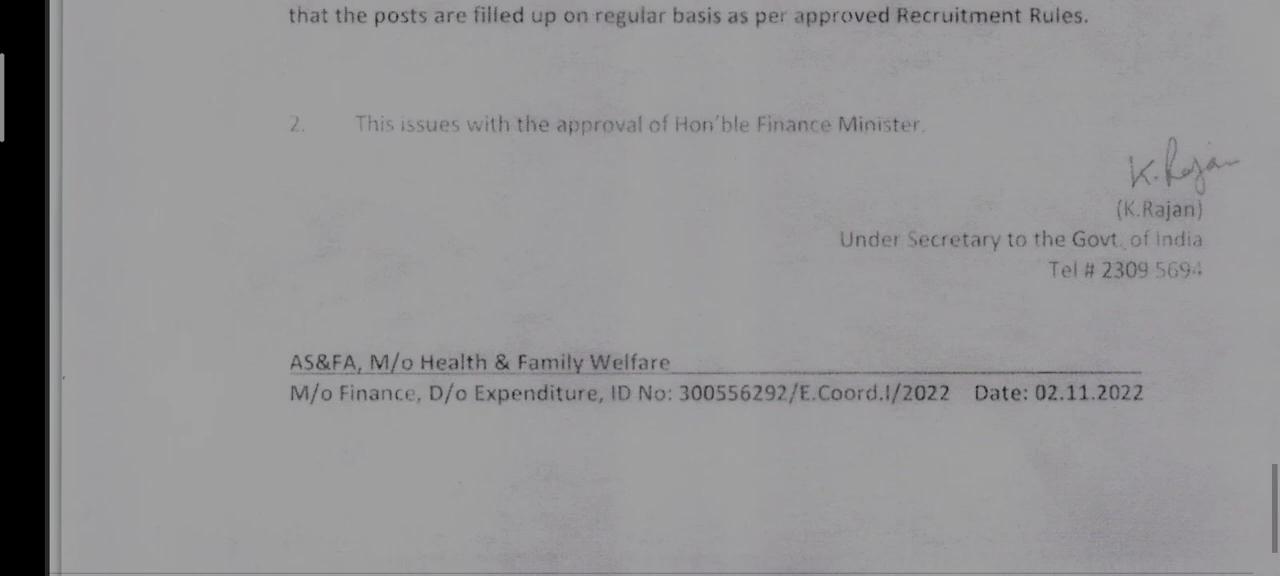 that the posts are filled up on regular basis as per approved Recruitment Rules.
2. This issues with the approval of Hon'ble Finance Minister.
K. Rajan
(K.Rajan)
Under Secretary to the Govt. of India
Tel # 2309 5694
AS&FA, M/o Health & Family Welfare
M/o Finance, D/o Expenditure, ID No: 300556292/E.Coord.I/2022 Date: 02.11.2022